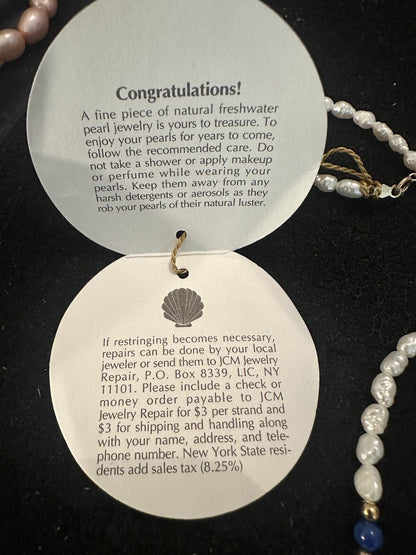 Congratulations!
A fine piece of natural freshwater
pearl jewelry is yours to treasure. To
enjoy your pearls for years to come,
follow the recommended care. Do
not take a shower or apply makeup
or perfume while wearing your
pearls. Keep them away from any
harsh detergents or aerosols as they
rob your pearls of their natural luster.
If restringing becomes necessary,
repairs can be done by your local
jeweler or send them to JCM Jewelry
Repair, P.O. Box 8339, LIC, NY
11101. Please include a check or
money order payable to JCM
Jewelry Repair for $3 per strand and
$3 for shipping and handling along
with your name, address, and tele-
phone number. New York State resi-
dents add sales tax (8.25%)